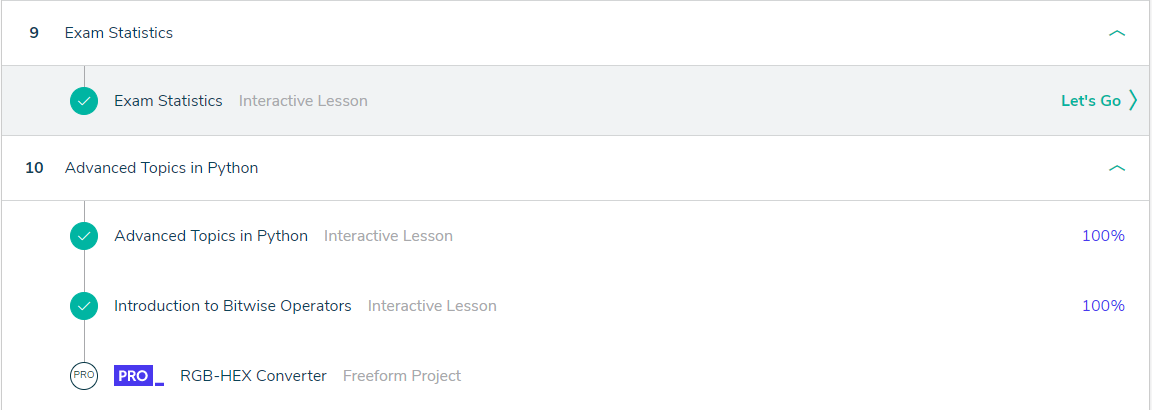 9 Exam Statistics
Exam Statistics Interactive Lesson Let's Go
10 Advanced Topics in Python
Advanced Topics in Python Interactive Lesson 100%
Introduction to Bitwise Operators Interactive Lesson 100%
PRO PRO_ RGB-HEX Converter Freeform Project